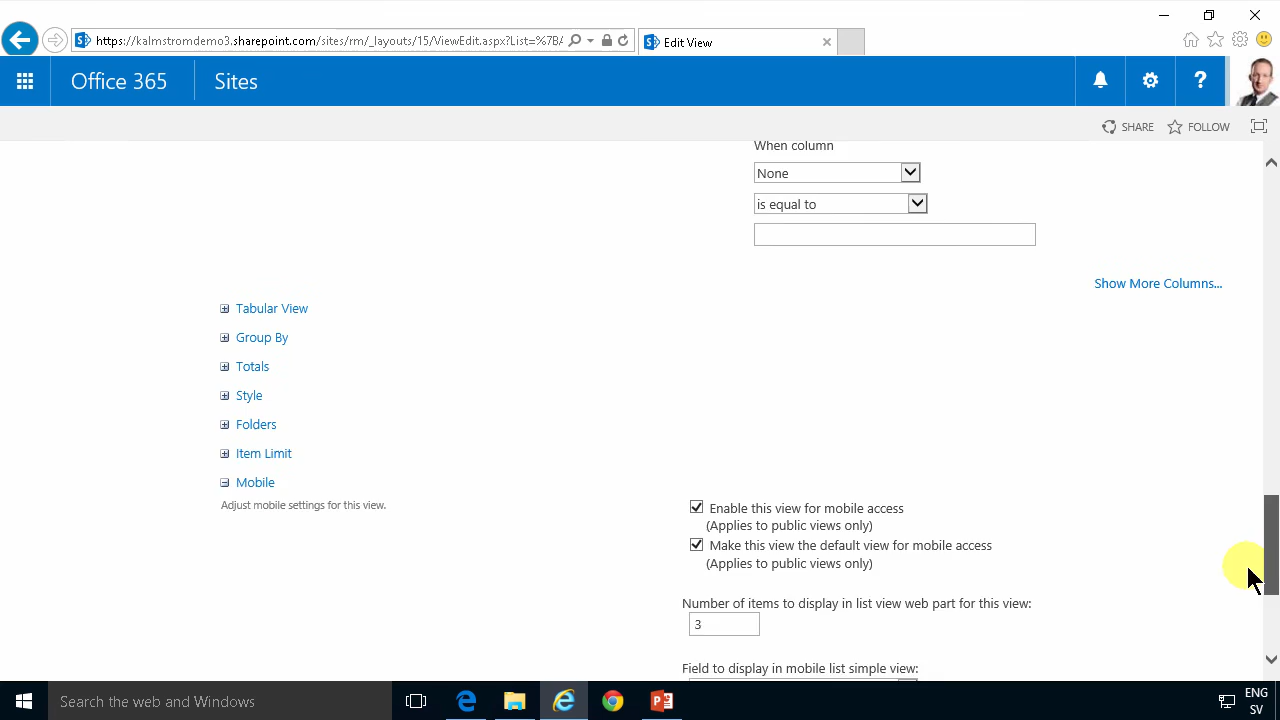 https://kalmstromdemo3.sharepoint.com/sites/rm/_layouts/15/ViewEdit.aspx?List=%7B
Edit View
Office 365
Sites
?
SHARE
FOLLOW
When column
None
is equal to
Show More Columns...
Tabular View
Group By
Totals
Style
Folders
Item Limit
Mobile
Adjust mobile settings for this view.
Enable this view for mobile access
(Applies to public views only)
Make this view the default view for mobile access
(Applies to public views only)
Number of items to display in list view web part for this view:
3
Field to display in mobile list simple view:
Search the web and Windows
ENG
SV